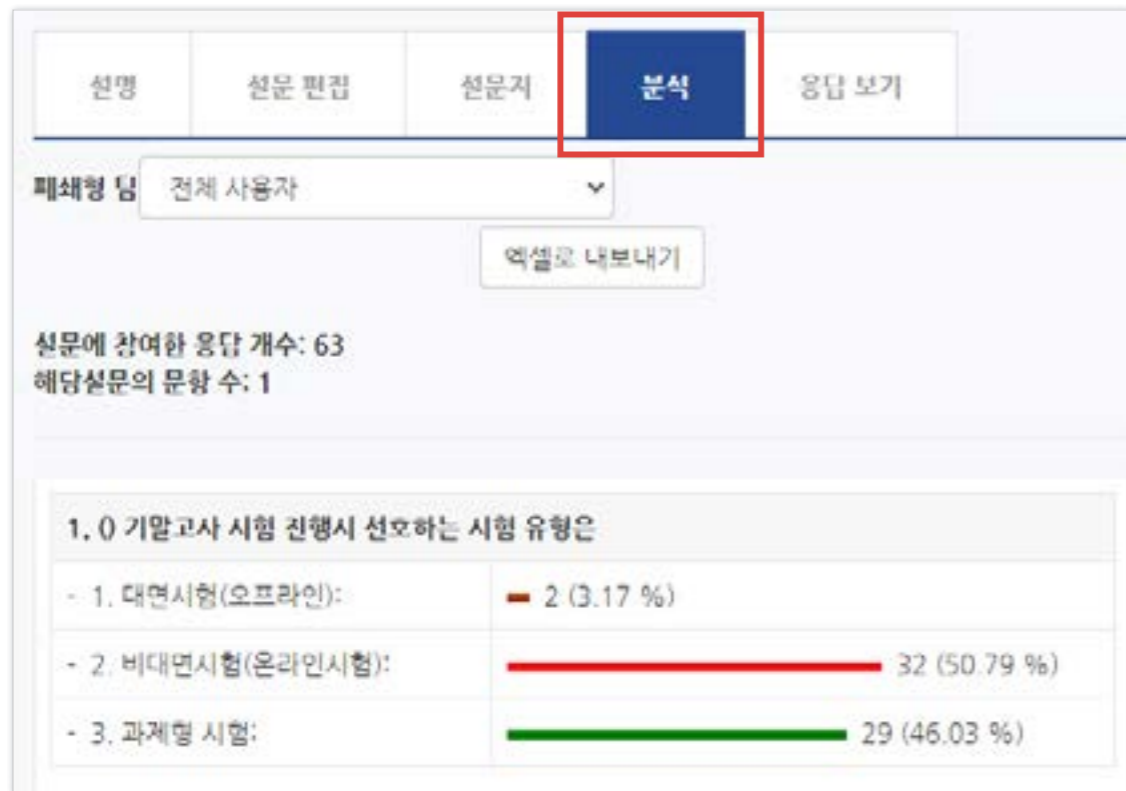 설명 설문 편집 설문지 분석 응답 보기
폐쇄형 팀 전체 사용자
엑셀로 내보내기
설문에 참여한 응답 개수: 63
해당설문의 문항 수: 1
1. () 기말고사 시험 진행시 선호하는 시험 유형은
- 1. 대면시험(오프라인): 2 (3.17 %)
- 2. 비대면시험(온라인시험): 32 (50.79 %)
- 3. 과제형 시험: 29 (46.03 %)